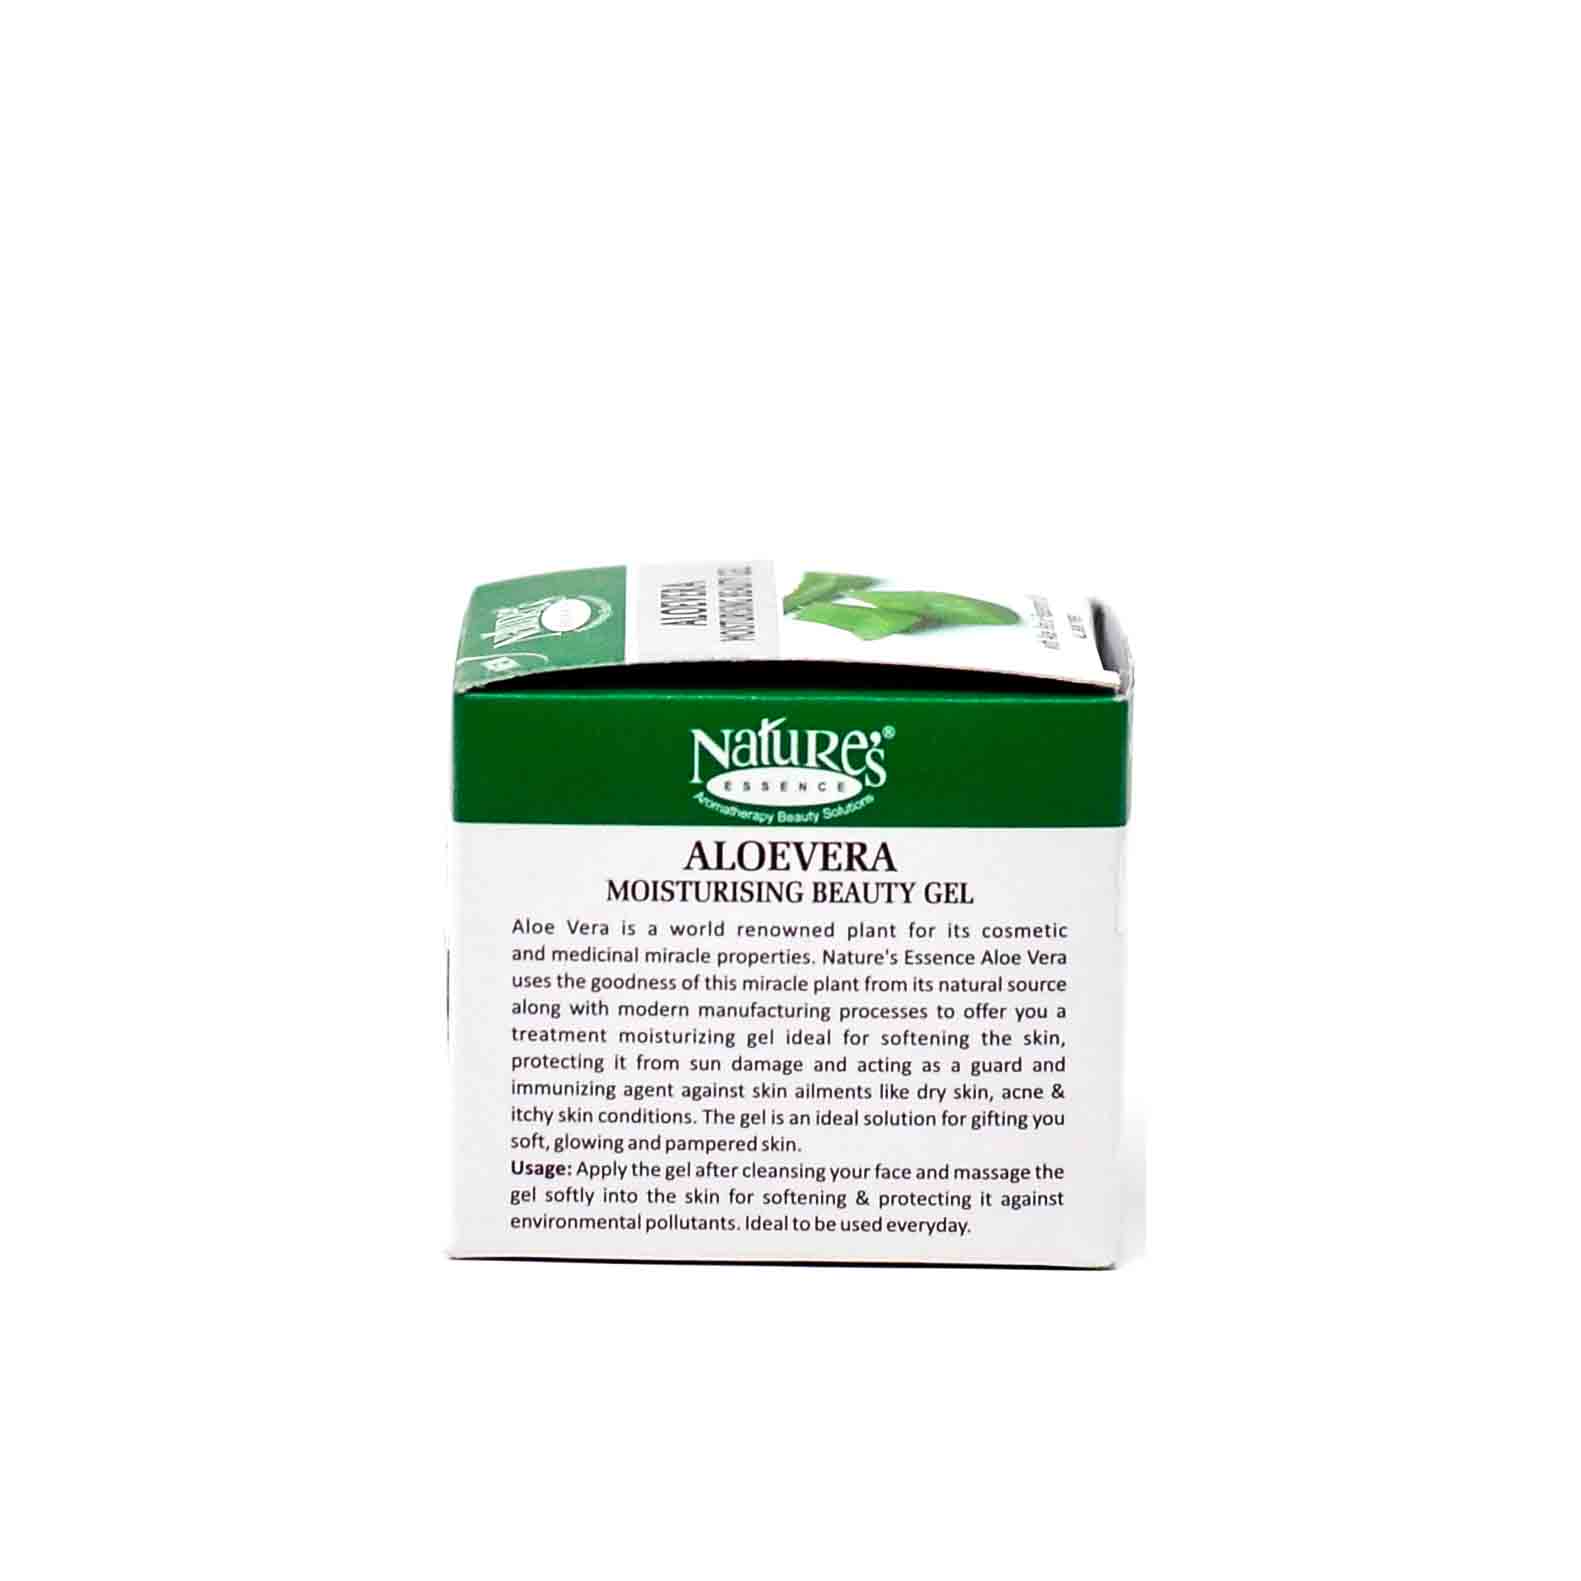 ALOEVERA
MOISTURISING BEAUTY GEL
NatuRe's®
ESSENCE
Aromatherapy Beauty Solutions
ALOEVERA
MOISTURISING BEAUTY GEL
Aloe Vera is a world renowned plant for its cosmetic
and medicinal miracle properties. Nature's Essence Aloe Vera
uses the goodness of this miracle plant from its natural source
along with modern manufacturing processes to offer you a
treatment moisturizing gel ideal for softening the skin,
protecting it from sun damage and acting as a guard and
immunizing agent against skin ailments like dry skin, acne &
itchy skin conditions. The gel is an ideal solution for gifting you
soft, glowing and pampered skin.
Usage: Apply the gel after cleansing your face and massage the
gel softly into the skin for softening & protecting it against
environmental pollutants. Ideal to be used everyday.